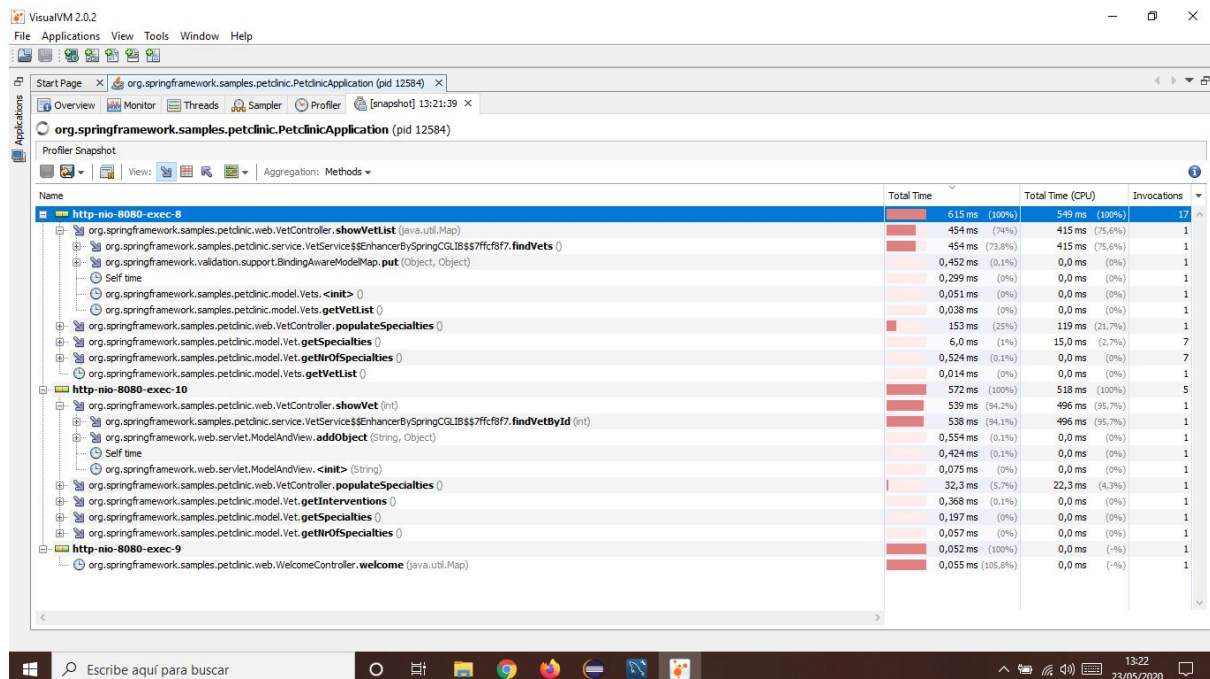 VisualVM 2.0.2
File Applications View Tools Window Help
Start Page × org.springframework.samples.petclinic.PetclinicApplication (pid 12584) ×
Applications
Overview Monitor Threads Sampler Profiler [snapshot] 13:21:39 ×
org.springframework.samples.petclinic.PetclinicApplication (pid 12584)
Profiler Snapshot
View: Aggregation: Methods
Name Total Time Total Time (CPU) Invocations
http-nio-8080-exec-8 615 ms (100%) 549 ms (100%) 17
org.springframework.samples.petclinic.web.VetController.showVetList (java.util.Map) 454 ms (74%) 415 ms (75,6%) 1
org.springframework.samples.petclinic.service.VetService$$EnhancerBySpringCGLIB$$7ffcf8f7.findVets () 454 ms (73,8%) 415 ms (75,6%) 1
org.springframework.validation.support.BindingAwareModelMap.put (Object, Object) 0,452 ms (0,1%) 0,0 ms (0%) 1
Self time 0,299 ms (0%) 0,0 ms (0%) 1
org.springframework.samples.petclinic.model.Vets.<init> () 0,051 ms (0%) 0,0 ms (0%) 1
org.springframework.samples.petclinic.model.Vets.getVetList () 0,038 ms (0%) 0,0 ms (0%) 1
org.springframework.samples.petclinic.web.VetController.populateSpecialties () 153 ms (25%) 119 ms (21,7%) 1
org.springframework.samples.petclinic.model.Vet.getSpecialties () 6,0 ms (1%) 15,0 ms (2,7%) 7
org.springframework.samples.petclinic.model.Vet.getNrOfSpecialties () 0,524 ms (0,1%) 0,0 ms (0%) 7
org.springframework.samples.petclinic.model.Vets.getVetList () 0,014 ms (0%) 0,0 ms (0%) 1
http-nio-8080-exec-10 572 ms (100%) 518 ms (100%) 5
org.springframework.samples.petclinic.web.VetController.showVet (int) 539 ms (94,2%) 496 ms (95,7%) 1
org.springframework.samples.petclinic.service.VetService$$EnhancerBySpringCGLIB$$7ffcf8f7.findVetById (int) 538 ms (94,1%) 496 ms (95,7%) 1
org.springframework.web.servlet.ModelAndView.addObject (String, Object) 0,554 ms (0,1%) 0,0 ms (0%) 1
Self time 0,424 ms (0,1%) 0,0 ms (0%) 1
org.springframework.web.servlet.ModelAndView.<init> (String) 0,075 ms (0%) 0,0 ms (0%) 1
org.springframework.samples.petclinic.web.VetController.populateSpecialties () 32,3 ms (5,7%) 22,3 ms (4,3%) 1
org.springframework.samples.petclinic.model.Vet.getInterventions () 0,368 ms (0,1%) 0,0 ms (0%) 1
org.springframework.samples.petclinic.model.Vet.getSpecialties () 0,197 ms (0%) 0,0 ms (0%) 1
org.springframework.samples.petclinic.model.Vet.getNrOfSpecialties () 0,057 ms (0%) 0,0 ms (0%) 1
http-nio-8080-exec-9 0,052 ms (100%) 0,0 ms (-%) 1
org.springframework.samples.petclinic.web.WelcomeController.welcome (java.util.Map) 0,055 ms (105,8%) 0,0 ms (-%) 1
Escribe aquí para buscar
13:22
23/05/2020